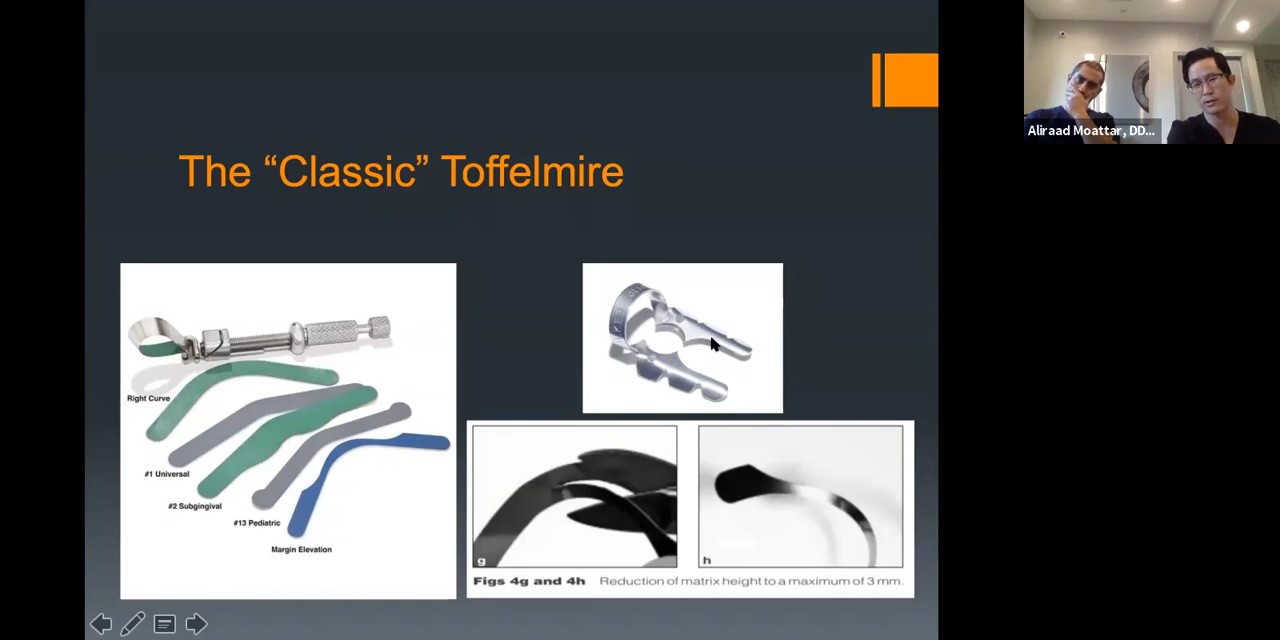 The “Classic” Toffelmire
Aliraad Moattar, DD...
Right Curve
#1 Universal
#2 Subgingival
#13 Pediatric
Margin Elevation
g
h
Figs 4g and 4h Reduction of matrix height to a maximum of 3 mm.